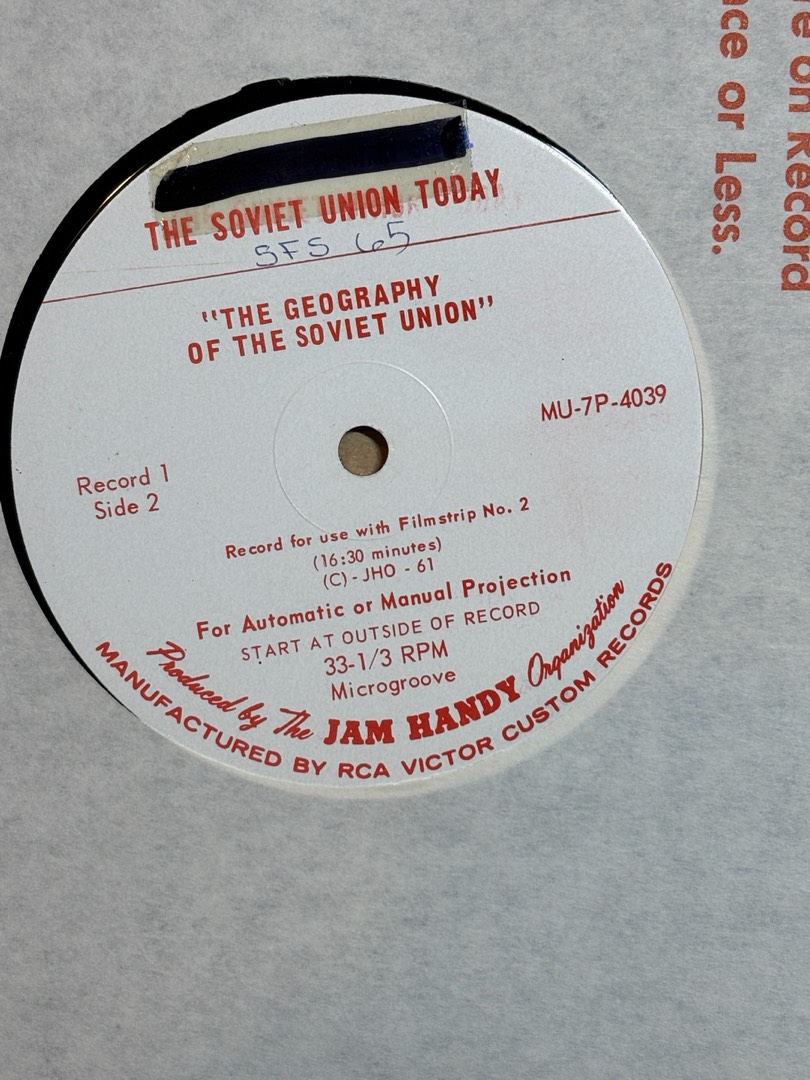 THE SOVIET UNION TODAY
SFS 65
"THE GEOGRAPHY
OF THE SOVIET UNION"
MU-7P-4039
Record 1
Side 2
Record for use with Filmstrip No. 2
(16:30 minutes)
(C) - JHO - 61
For Automatic or Manual Projection
START AT OUTSIDE OF RECORD
33-1/3 RPM
Microgroove
Produced by The JAM HANDY Organization
MANUFACTURED BY RCA VICTOR CUSTOM RECORDS
on Record
or Less.